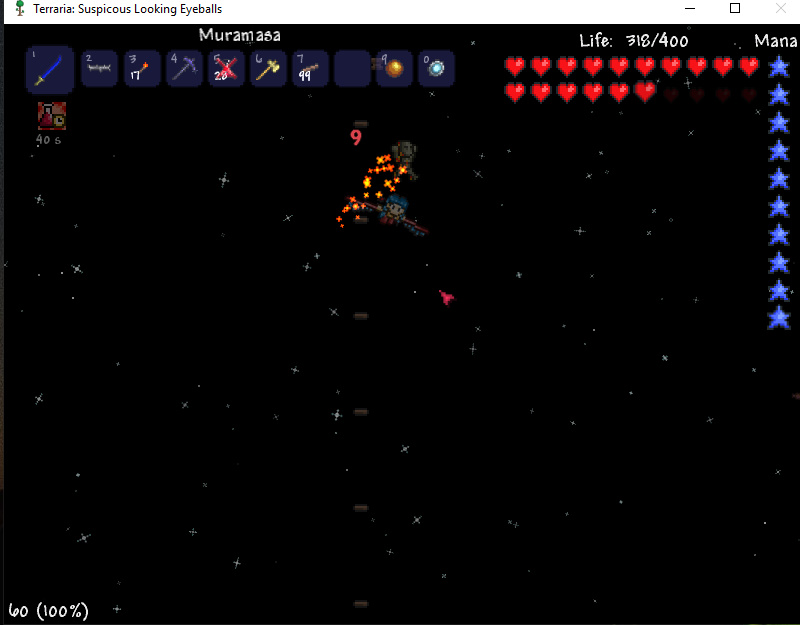 Terraria: Suspicous Looking Eyeballs
Muramasa
Life: 318/400
Mana
1 2 3 4 5 6 7 9 0
17 28 99
40 s
9
60 (100%)